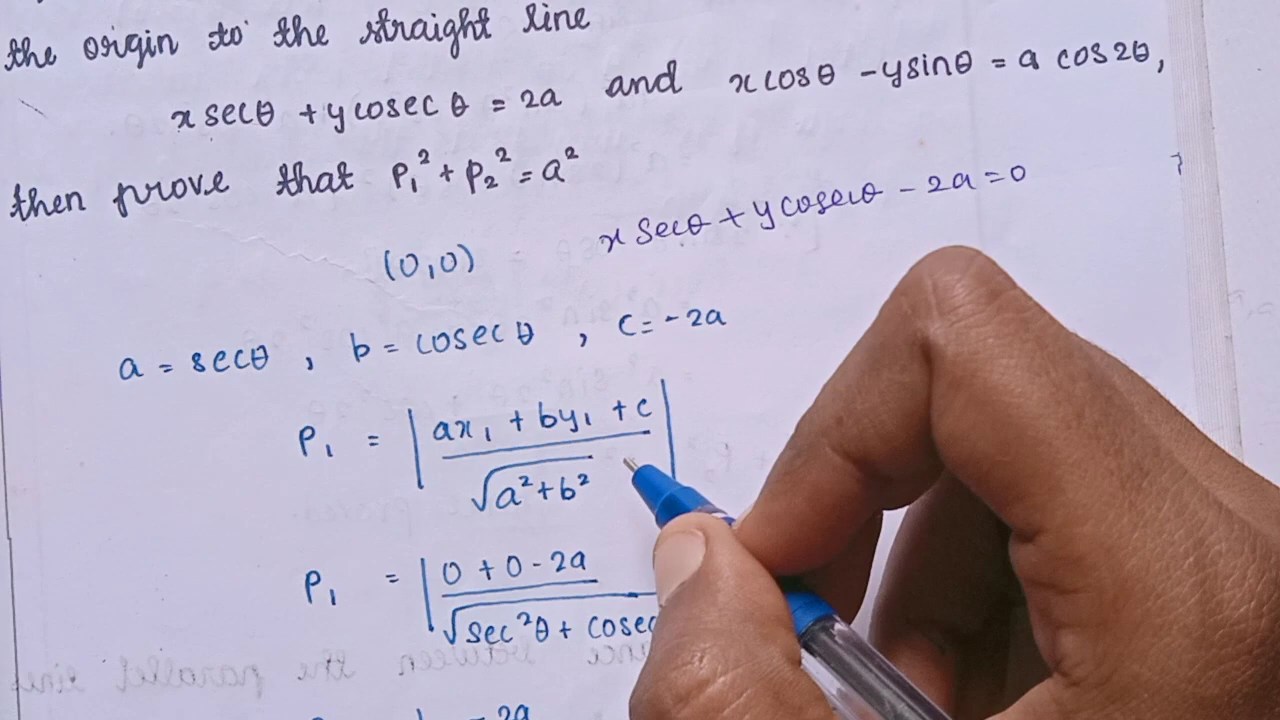 the origin to the straight line
x secθ + y cosec θ = 2a and x cosθ - y sinθ = a cos2θ,
then prove that P₁² + P₂² = a²
(0,0) x secθ + y cosecθ - 2a = 0
a = secθ , b = cosec θ , c = -2a
P₁ = | ax₁ + by₁ + c / √a² + b² |
P₁ = | 0 + 0 - 2a / √sec²θ + cosec
- 2a